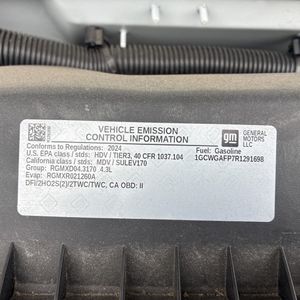 VEHICLE EMISSION
CONTROL INFORMATION
gm
GENERAL MOTORS LLC
Conforms to Regulations: 2024
Fuel: Gasoline
U.S. EPA class / stds: HDV / TIER3, 40 CFR 1037.104
1GCWGAFP7R1291698
California class / stds: MDV / SULEV170
Group: RGMXD04.3170 4.3L
Evap: RGMXR021260A
DFI/2HO2S(2)/2TWC/TWC, CA OBD: II